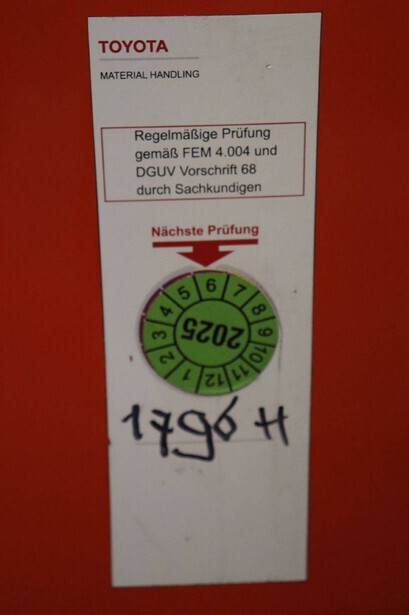 TOYOTA
MATERIAL HANDLING
Regelmäßige Prüfung
gemäß FEM 4.004 und
DGUV Vorschrift 68
durch Sachkundigen
Nächste Prüfung
1 2 3 4 5 6 7 8 9 10 11 12
2025
1796 H